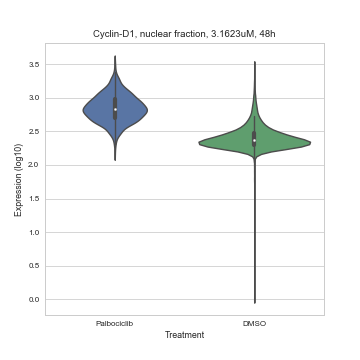 Cyclin-D1, nuclear fraction, 3.1623uM, 48h
3.5
3.0
2.5
2.0
1.5
1.0
0.5
0.0
Expression (log10)
Palbociclib
DMSO
Treatment